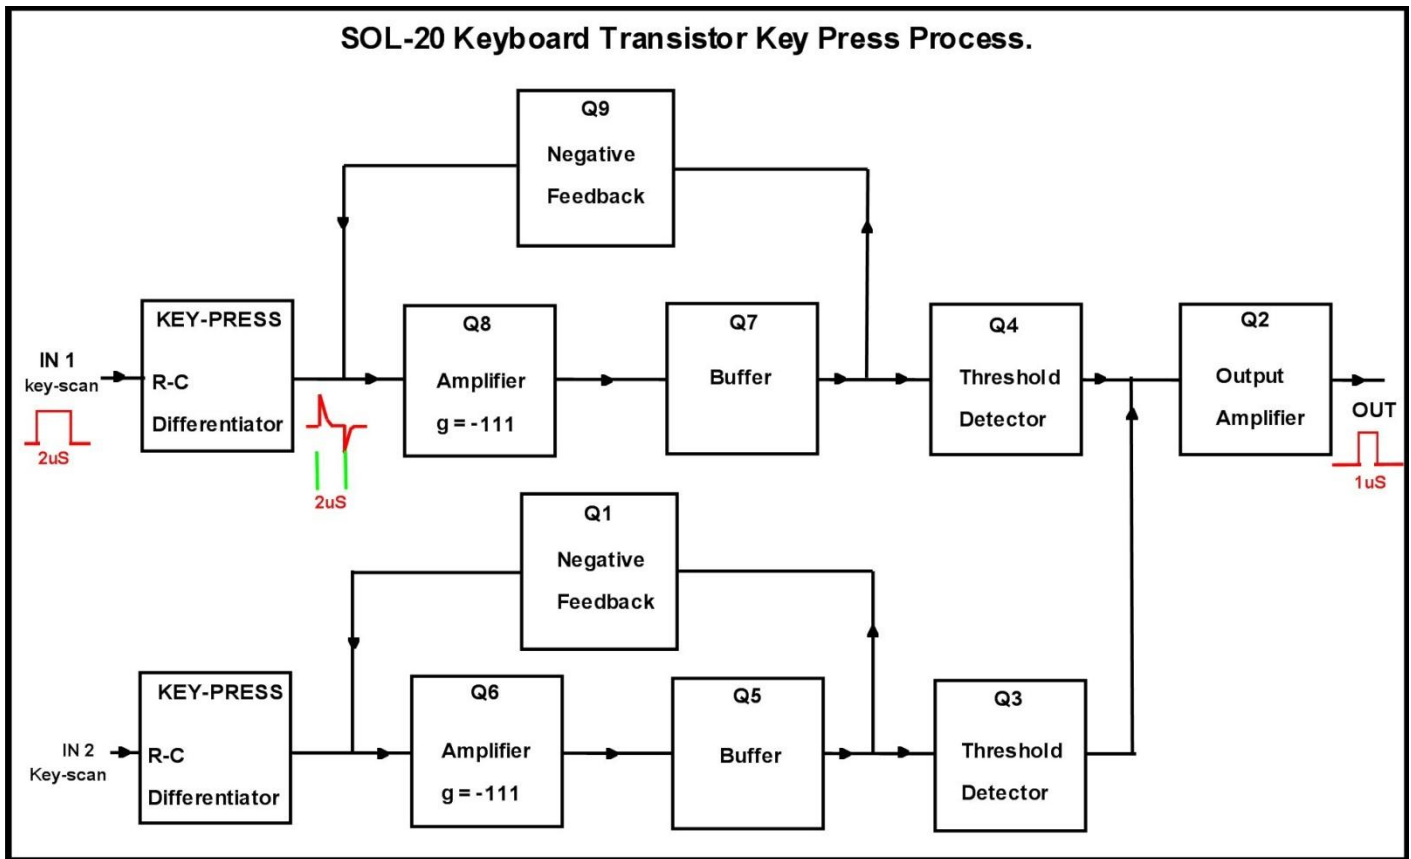 SOL-20 Keyboard Transistor Key Press Process.
Q9
Negative
Feedback
IN 1
key-scan
2uS
KEY-PRESS
R-C
Differentiator
2uS
Q8
Amplifier
g = -111
Q7
Buffer
Q4
Threshold
Detector
Q2
Output
Amplifier
OUT
1uS
Q1
Negative
Feedback
IN 2
Key-scan
KEY-PRESS
R-C
Differentiator
Q6
Amplifier
g = -111
Q5
Buffer
Q3
Threshold
Detector